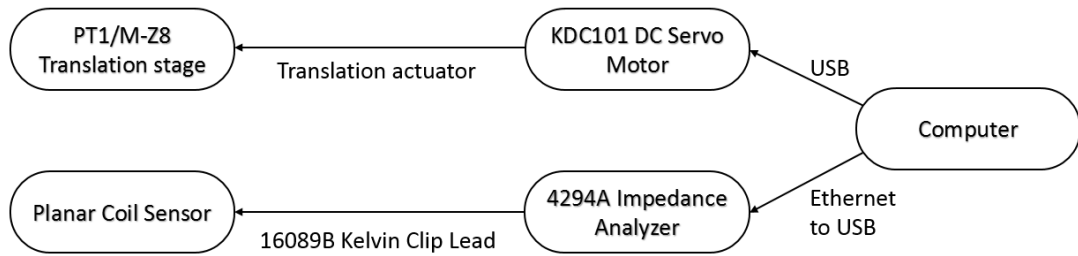 PT1/M-Z8
Translation stage
Translation actuator
KDC101 DC Servo
Motor
USB
Computer
Planar Coil Sensor
16089B Kelvin Clip Lead
4294A Impedance
Analyzer
Ethernet
to USB